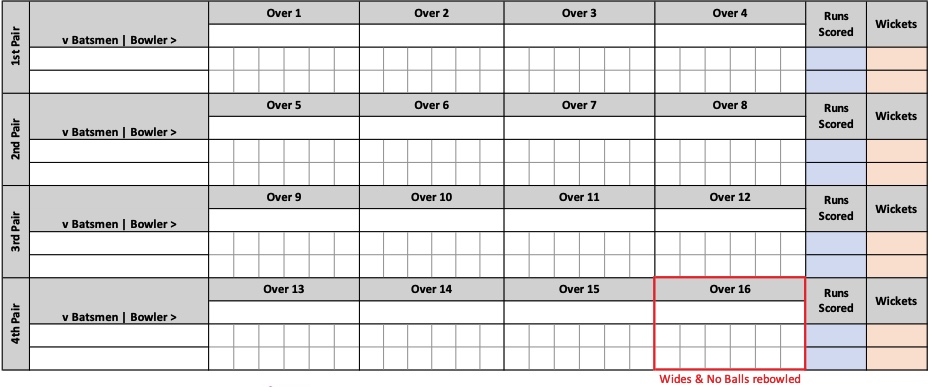 1st Pair
v Batsmen | Bowler >
Over 1
Over 2
Over 3
Over 4
Runs
Scored
Wickets
2nd Pair
v Batsmen | Bowler >
Over 5
Over 6
Over 7
Over 8
Runs
Scored
Wickets
3rd Pair
v Batsmen | Bowler >
Over 9
Over 10
Over 11
Over 12
Runs
Scored
Wickets
4th Pair
v Batsmen | Bowler >
Over 13
Over 14
Over 15
Over 16
Runs
Scored
Wickets
Wides & No Balls rebowled